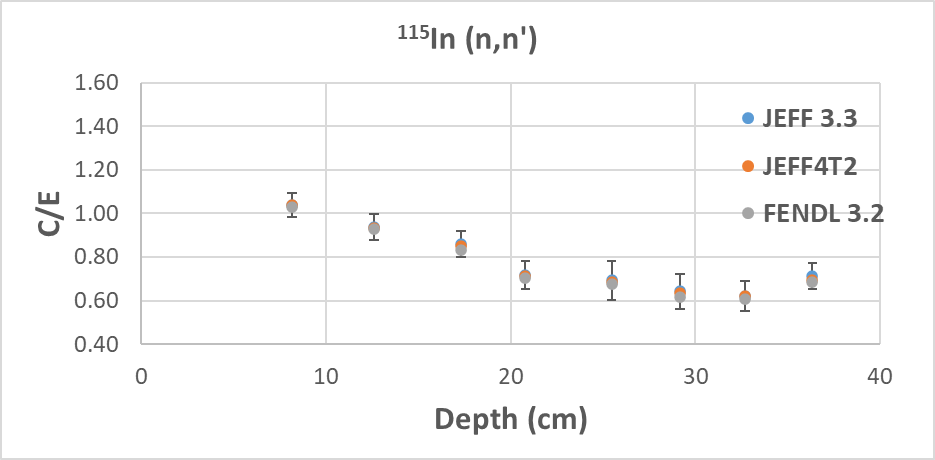 ¹¹⁵In (n,n')
1.60
1.40
1.20
1.00
0.80
0.60
0.40
C/E
JEFF 3.3
JEFF4T2
FENDL 3.2
0 10 20 30 40
Depth (cm)